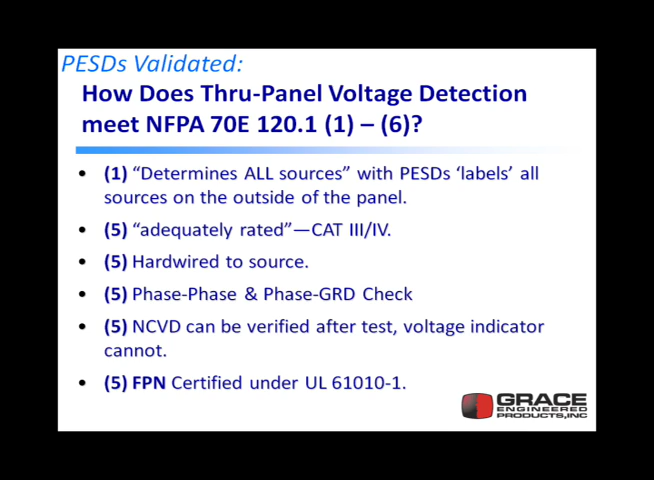 PESDs Validated:
How Does Thru-Panel Voltage Detection
meet NFPA 70E 120.1 (1) – (6)?
• (1) “Determines ALL sources” with PESDs ‘labels’ all
sources on the outside of the panel.
• (5) “adequately rated”—CAT III/IV.
• (5) Hardwired to source.
• (5) Phase-Phase & Phase-GRD Check
• (5) NCVD can be verified after test, voltage indicator
cannot.
• (5) FPN Certified under UL 61010-1.
GRACE
ENGINEERED
PRODUCTS,INC